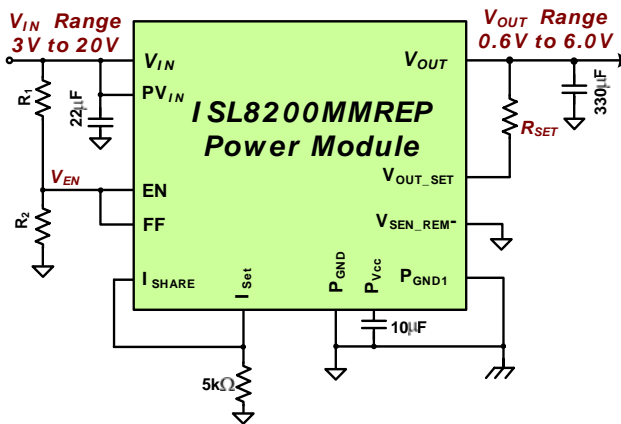 VIN Range
3V to 20V
VOUT Range
0.6V to 6.0V
VIN
VOUT
PVIN
R1
22µF
330µF
ISL8200MMREP
Power Module
RSET
VEN
EN
VOUT_SET
FF
R2
VSEN_REM-
ISHARE
ISet
PGND
PVcc
PGND1
10µF
5kΩ